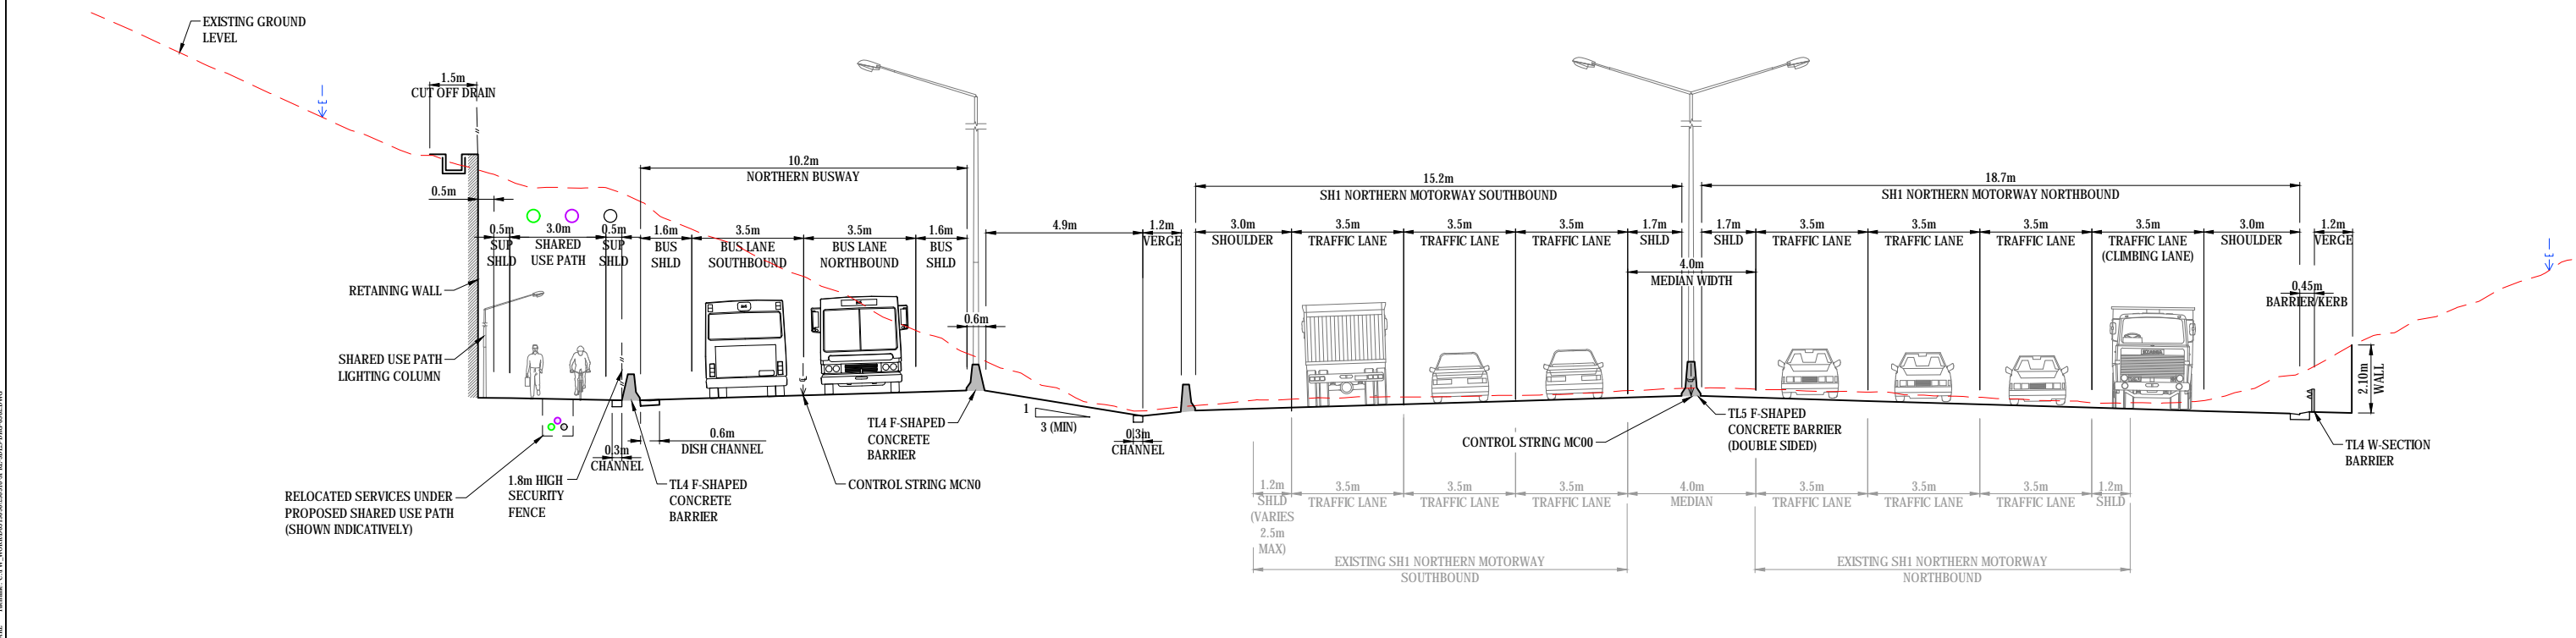 EXISTING GROUND
LEVEL
E
1.5m
CUT OFF DRAIN
0.5m
10.2m
NORTHERN BUSWAY
15.2m
SH1 NORTHERN MOTORWAY SOUTHBOUND
18.7m
SH1 NORTHERN MOTORWAY NORTHBOUND
0.5m
SUP
SHLD
3.0m
SHARED
USE PATH
0.5m
SUP
SHLD
1.6m
BUS
SHLD
3.5m
BUS LANE
SOUTHBOUND
3.5m
BUS LANE
NORTHBOUND
1.6m
BUS
SHLD
4.9m
1.2m
VERGE
3.0m
SHOULDER
3.5m
TRAFFIC LANE
3.5m
TRAFFIC LANE
3.5m
TRAFFIC LANE
1.7m
SHLD
1.7m
SHLD
4.0m
MEDIAN WIDTH
3.5m
TRAFFIC LANE
3.5m
TRAFFIC LANE
3.5m
TRAFFIC LANE
3.5m
TRAFFIC LANE
(CLIMBING LANE)
3.0m
SHOULDER
1.2m
VERGE
E
0.45m
BARRIER/KERB
2.10m
WALL
RETAINING WALL
SHARED USE PATH
LIGHTING COLUMN
0.6m
1
3 (MIN)
0.3m
CHANNEL
TL4 F-SHAPED
CONCRETE
BARRIER
0.6m
DISH CHANNEL
0.3m
CHANNEL
1.8m HIGH
SECURITY
FENCE
TL4 F-SHAPED
CONCRETE
BARRIER
CONTROL STRING MCN0
RELOCATED SERVICES UNDER
PROPOSED SHARED USE PATH
(SHOWN INDICATIVELY)
CONTROL STRING MC00
TL5 F-SHAPED
CONCRETE BARRIER
(DOUBLE SIDED)
TL4 W-SECTION
BARRIER
1.2m
SHLD
(VARIES
2.5m
MAX)
3.5m
TRAFFIC LANE
3.5m
TRAFFIC LANE
3.5m
TRAFFIC LANE
4.0m
MEDIAN
3.5m
TRAFFIC LANE
3.5m
TRAFFIC LANE
3.5m
TRAFFIC LANE
1.2m
SHLD
EXISTING SH1 NORTHERN MOTORWAY
SOUTHBOUND
EXISTING SH1 NORTHERN MOTORWAY
NORTHBOUND